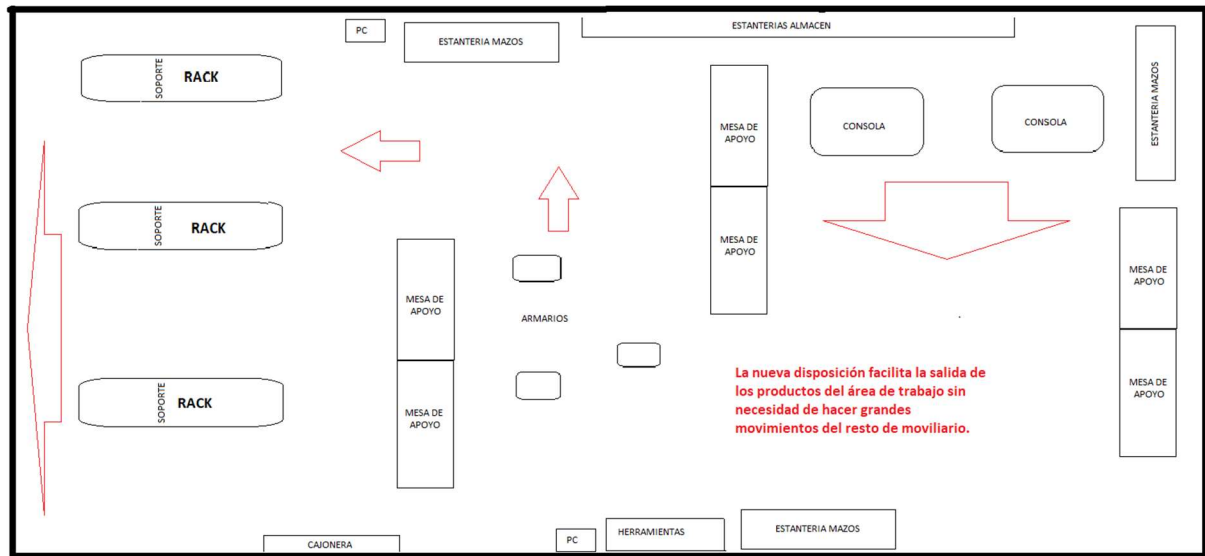 PC
ESTANTERIA MAZOS
ESTANTERIAS ALMACEN
ESTANTERIA MAZOS
SOPORTE
RACK
MESA DE
APOYO
CONSOLA
CONSOLA
SOPORTE
RACK
MESA DE
APOYO
MESA DE
APOYO
MESA DE
APOYO
ARMARIOS
SOPORTE
RACK
MESA DE
APOYO
MESA DE
APOYO
La nueva disposición facilita la salida de
los productos del área de trabajo sin
necesidad de hacer grandes
movimientos del resto de moviliario.
CAJONERA
PC
HERRAMIENTAS
ESTANTERIA MAZOS